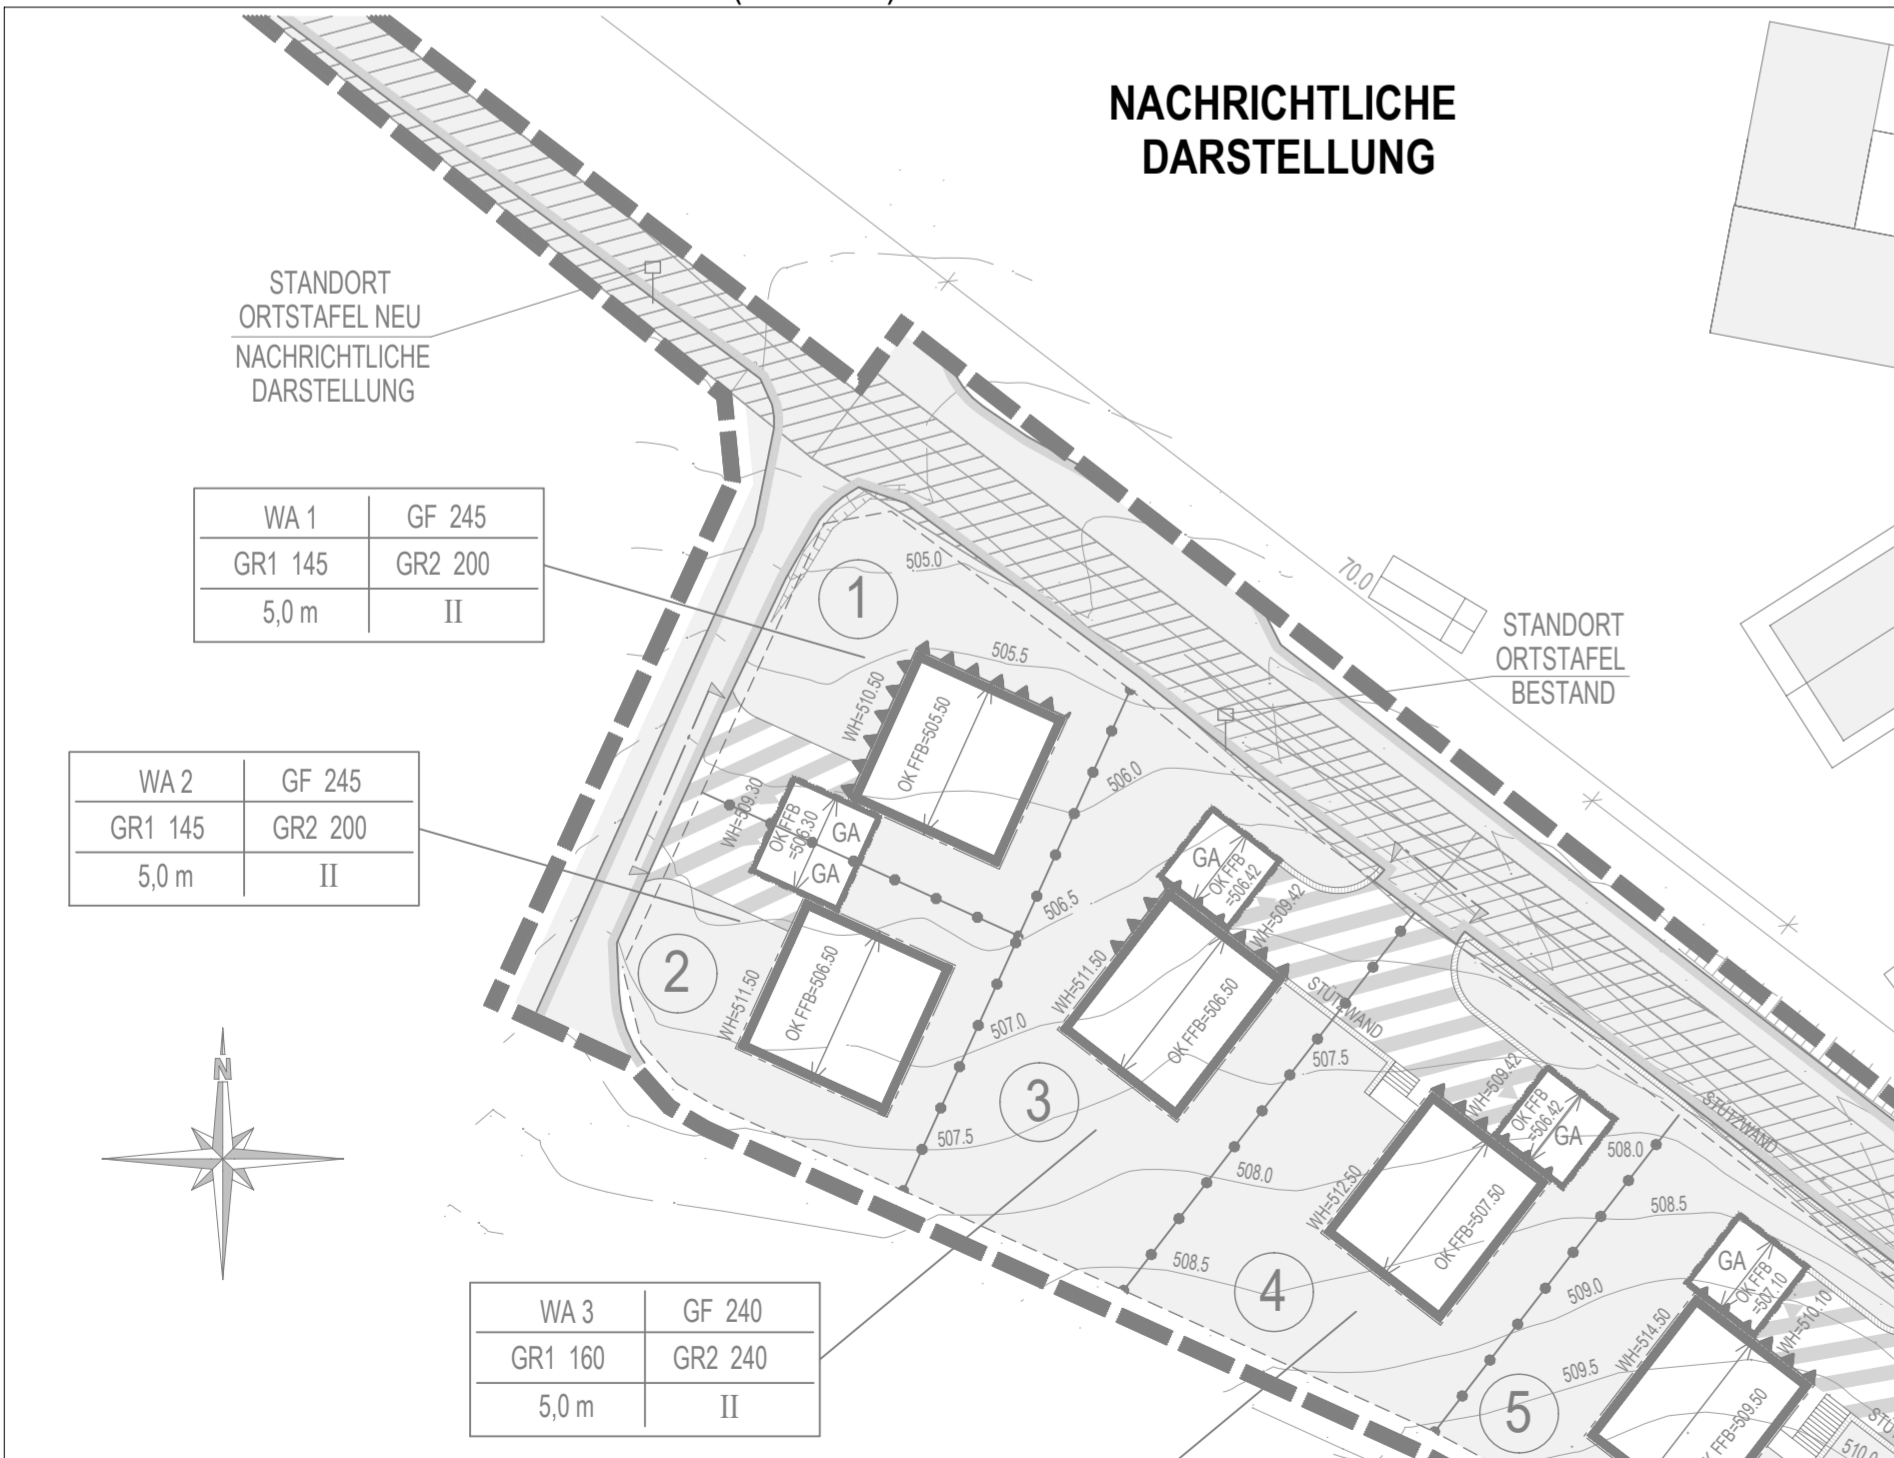 NACHRICHTLICHE
DARSTELLUNG
STANDORT
ORTSTAFEL NEU
NACHRICHTLICHE
DARSTELLUNG
WA 1 GF 245
GR1 145 GR2 200
5,0 m II
1
505.0
505.5
70.0
STANDORT
ORTSTAFEL
BESTAND
WH=510.50
OK FFB=505.50
506.0
WA 2 GF 245
GR1 145 GR2 200
5,0 m II
WH=509.30
OK FFB
=506.30
GA
GA
GA
OK FFB
=506.42
WH=509.42
506.5
2
WH=511.50
OK FFB=506.50
WH=511.50
OK FFB=506.50
STÜTZWAND
507.0
507.5
N
3
507.5
WH=509.42
OK FFB
=506.42
GA
STÜTZWAND
508.0
508.0
WH=512.50
OK FFB=507.50
508.5
508.5
4
509.0
GA
OK FFB
=507.10
WH=510.10
WH=514.50
509.5
5
WA 3 GF 240
GR1 160 GR2 240
5,0 m II
FFB=509.50
510.0